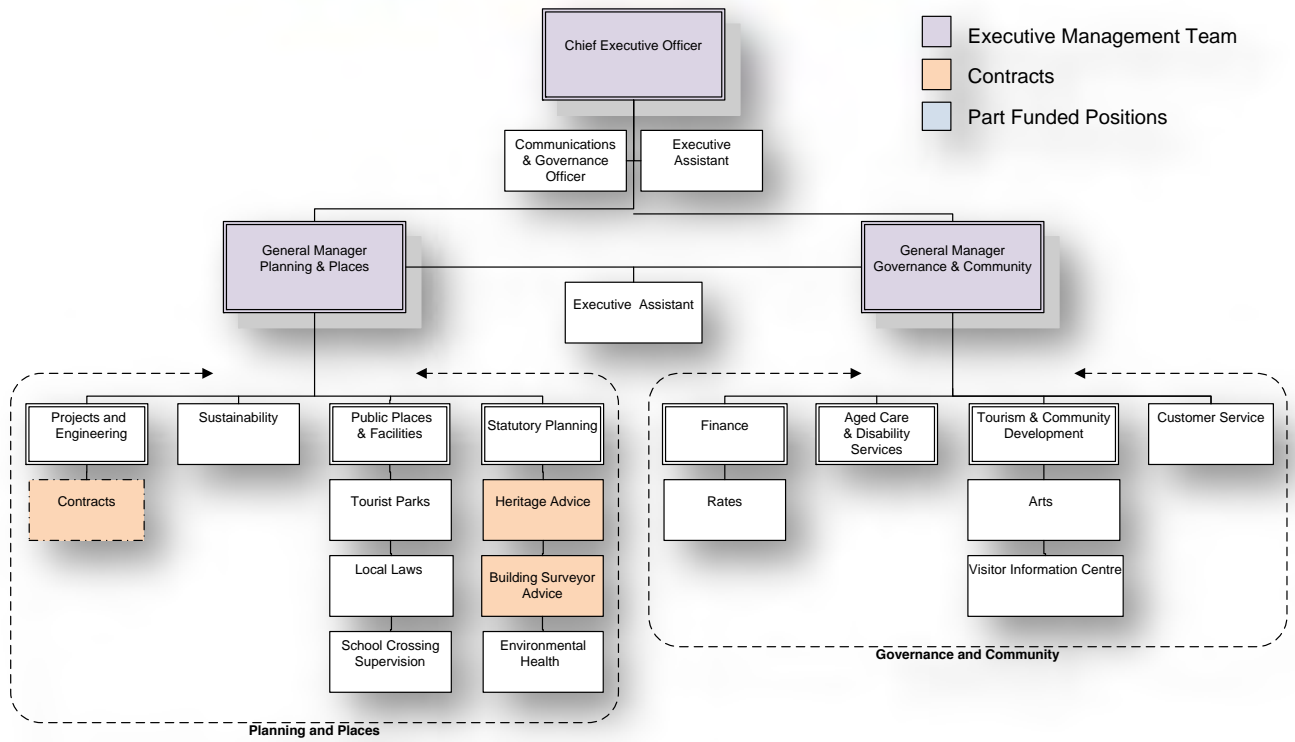 Chief Executive Officer
Executive Management Team
Contracts
Part Funded Positions
Communications
& Governance
Officer
Executive
Assistant
General Manager
Planning & Places
General Manager
Governance & Community
Executive Assistant
Projects and
Engineering
Sustainability
Public Places
& Facilities
Statutory Planning
Contracts
Tourist Parks
Heritage Advice
Local Laws
Building Surveyor
Advice
School Crossing
Supervision
Environmental
Health
Planning and Places
Finance
Aged Care
& Disability
Services
Tourism & Community
Development
Customer Service
Rates
Arts
Visitor Information Centre
Governance and Community